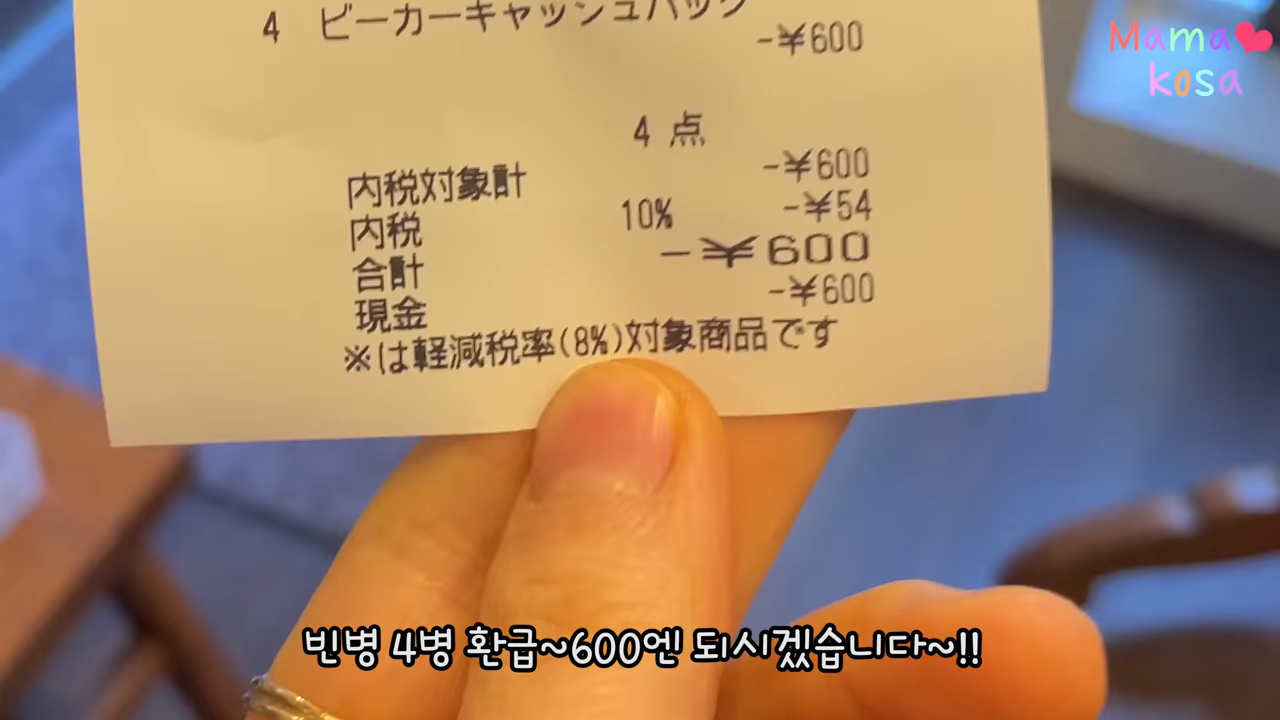 Mama
kosa
4 ビーカーキャッシュバック
-¥600
4 点
内税対象計 -¥600
内税 10% -¥54
合計 -¥600
現金 -¥600
※は軽減税率(8%)対象商品です
빈병 4병 환급~600엔 되시겠습니다~!!